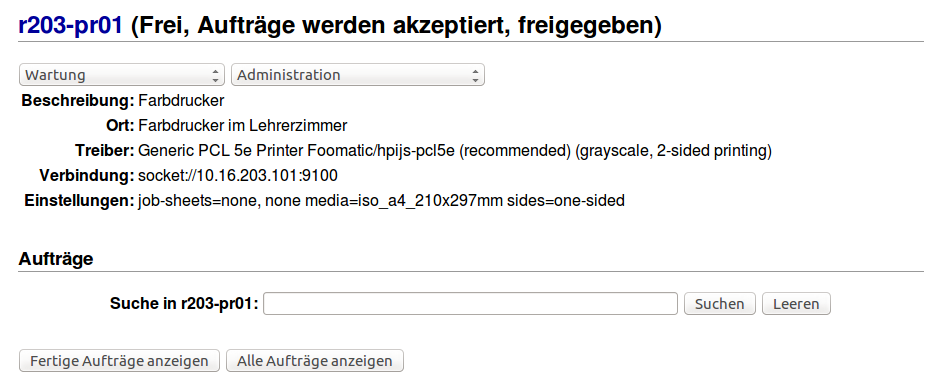 r203-pr01 (Frei, Aufträge werden akzeptiert, freigegeben)
Wartung Administration
Beschreibung: Farbdrucker
Ort: Farbdrucker im Lehrerzimmer
Treiber: Generic PCL 5e Printer Foomatic/hpijs-pcl5e (recommended) (grayscale, 2-sided printing)
Verbindung: socket://10.16.203.101:9100
Einstellungen: job-sheets=none, none media=iso_a4_210x297mm sides=one-sided
Aufträge
Suche in r203-pr01: Suchen Leeren
Fertige Aufträge anzeigen Alle Aufträge anzeigen